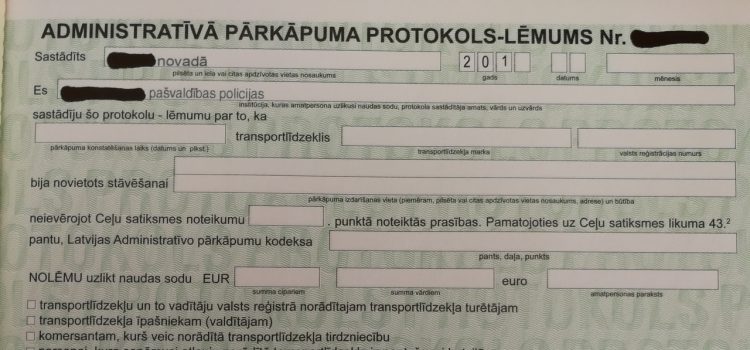 ADMINISTRATĪVĀ PĀRKĀPUMA PROTOKOLS-LĒMUMS Nr.
Sastādīts novadā 2 0 1
pilsēta un iela vai citas apdzīvotas vietas nosaukums gads datums mēnesis
Es pašvaldības policijas
institūcija, kuras amatpersona uzlikusi naudas sodu, protokola sastādītāja amats, vārds un uzvārds
sastādīju šo protokolu - lēmumu par to, ka
transportlīdzeklis
pārkāpuma konstatēšanas laiks (datums un plkst.) transportlīdzekļa marka valsts reģistrācijas numurs
bija novietots stāvēšanai
pārkāpuma izdarīšanas vieta (piemēram, pilsēta vai citas apdzīvotas vietas nosaukums, adrese) un būtība
neievērojot Ceļu satiksmes noteikumu . punktā noteiktās prasības. Pamatojoties uz Ceļu satiksmes likuma 43.²
pantu, Latvijas Administratīvo pārkāpumu kodeksa
pants, daļa, punkts
NOLĒMU uzlikt naudas sodu EUR euro
summa cipariem summa vārdiem amatpersonas paraksts
transportlīdzekļu un to vadītāju valsts reģistrā norādītajam transportlīdzekļa turētājam
transportlīdzekļa īpašniekam (valdītājam)
komersantam, kurš veic norādītā transportlīdzekļa tirdzniecību